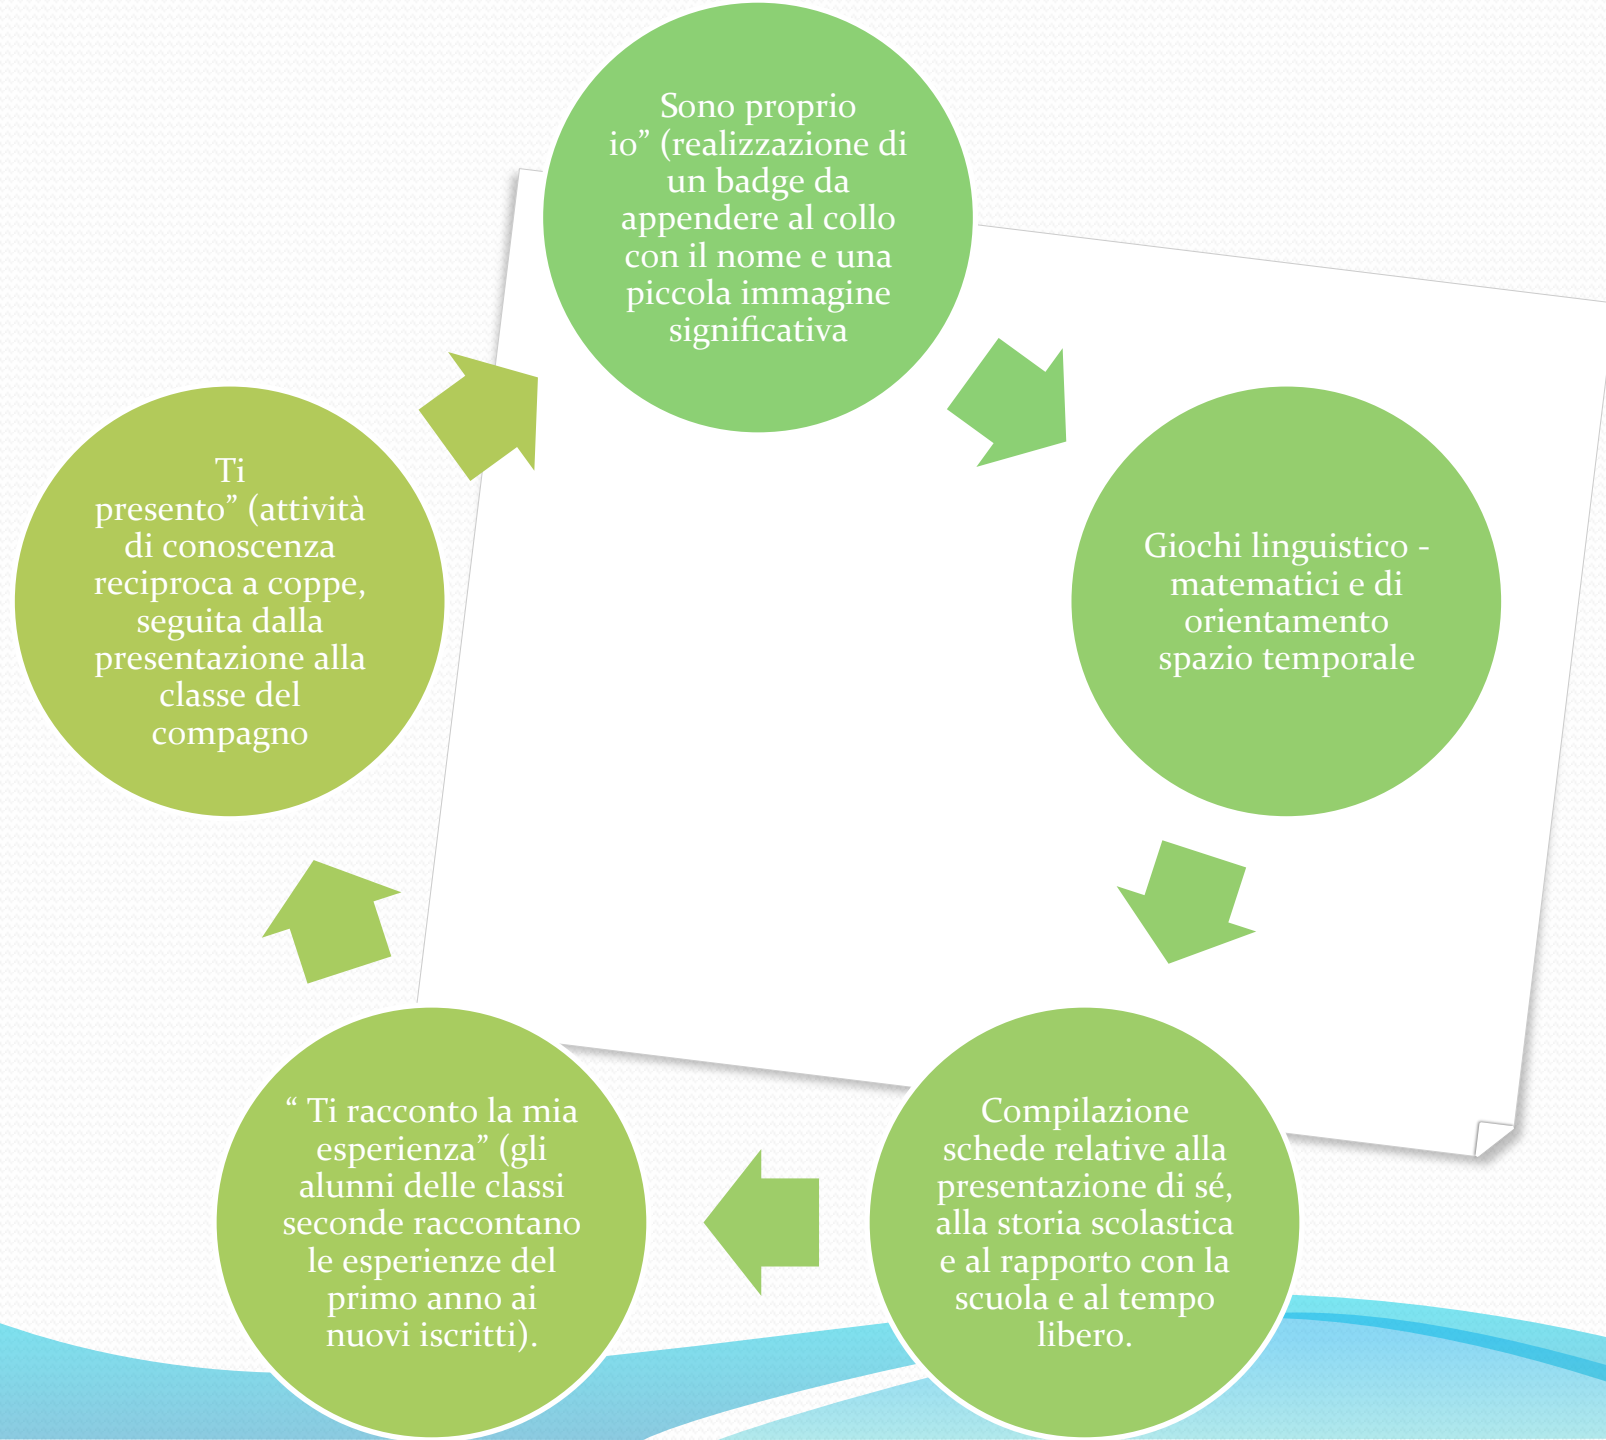 Sono proprio
io” (realizzazione di
un badge da
appendere al collo
con il nome e una
piccola immagine
significativa
Giochi linguistico -
matematici e di
orientamento
spazio temporale
Compilazione
schede relative alla
presentazione di sé,
alla storia scolastica
e al rapporto con la
scuola e al tempo
libero.
“ Ti racconto la mia
esperienza” (gli
alunni delle classi
seconde raccontano
le esperienze del
primo anno ai
nuovi iscritti).
Ti
presento” (attività
di conoscenza
reciproca a coppe,
seguita dalla
presentazione alla
classe del
compagno